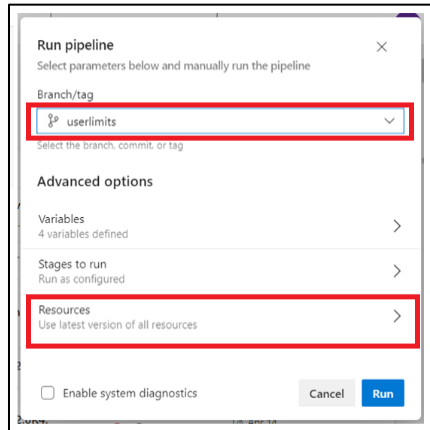 Run pipeline
Select parameters below and manually run the pipeline
Branch/tag
userlimits
Select the branch, commit, or tag
Advanced options
Variables
4 variables defined
Stages to run
Run as configured
Resources
Use latest version of all resources
Enable system diagnostics
Cancel
Run